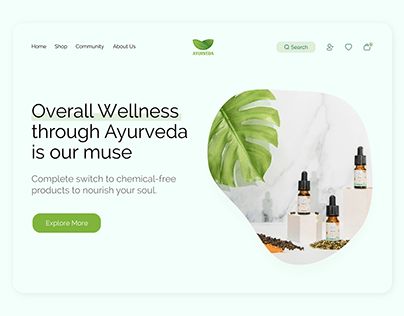 Home Shop Community About Us
Search
Overall Wellness
through Ayurveda
is our muse
Complete switch to chemical-free
products to nourish your soul.
Explore More